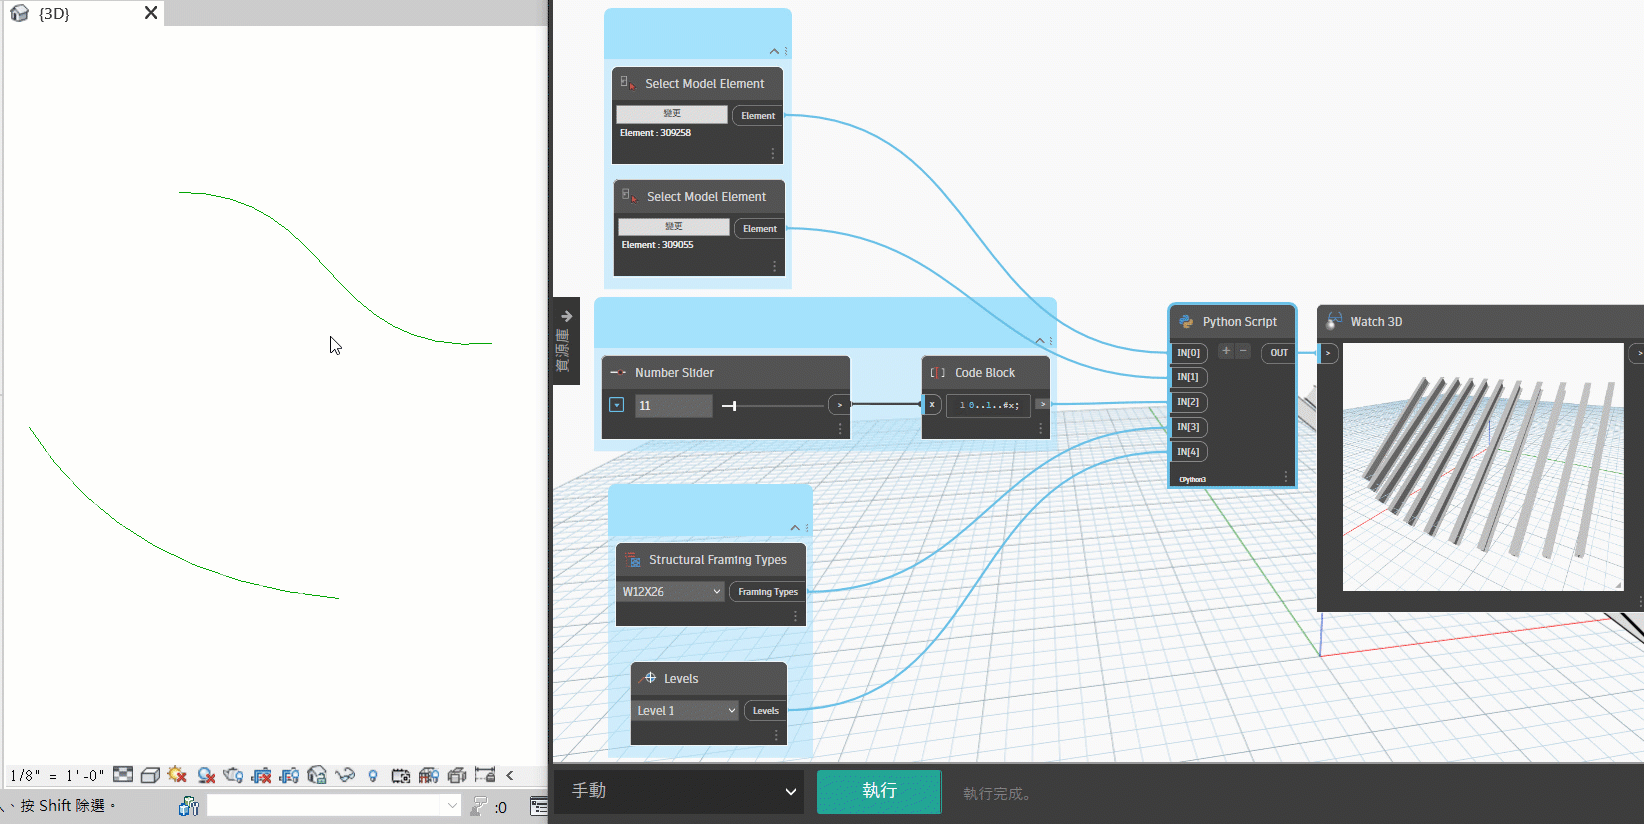 {3D}
Select Model Element
變更
Element
Element : 309258
Select Model Element
變更
Element
Element : 309055
資源庫
Number Slider
11
>
Code Block
x
1 0..1..#x;
>
Python Script
IN[0]
+
−
OUT
IN[1]
IN[2]
IN[3]
IN[4]
CPython3
Watch 3D
>
>
Structural Framing Types
W12X26
Framing Types
Levels
Level 1
Levels
1/8" = 1'-0"
<
、按 Shift 除選。
:0
手動
執行
執行完成。